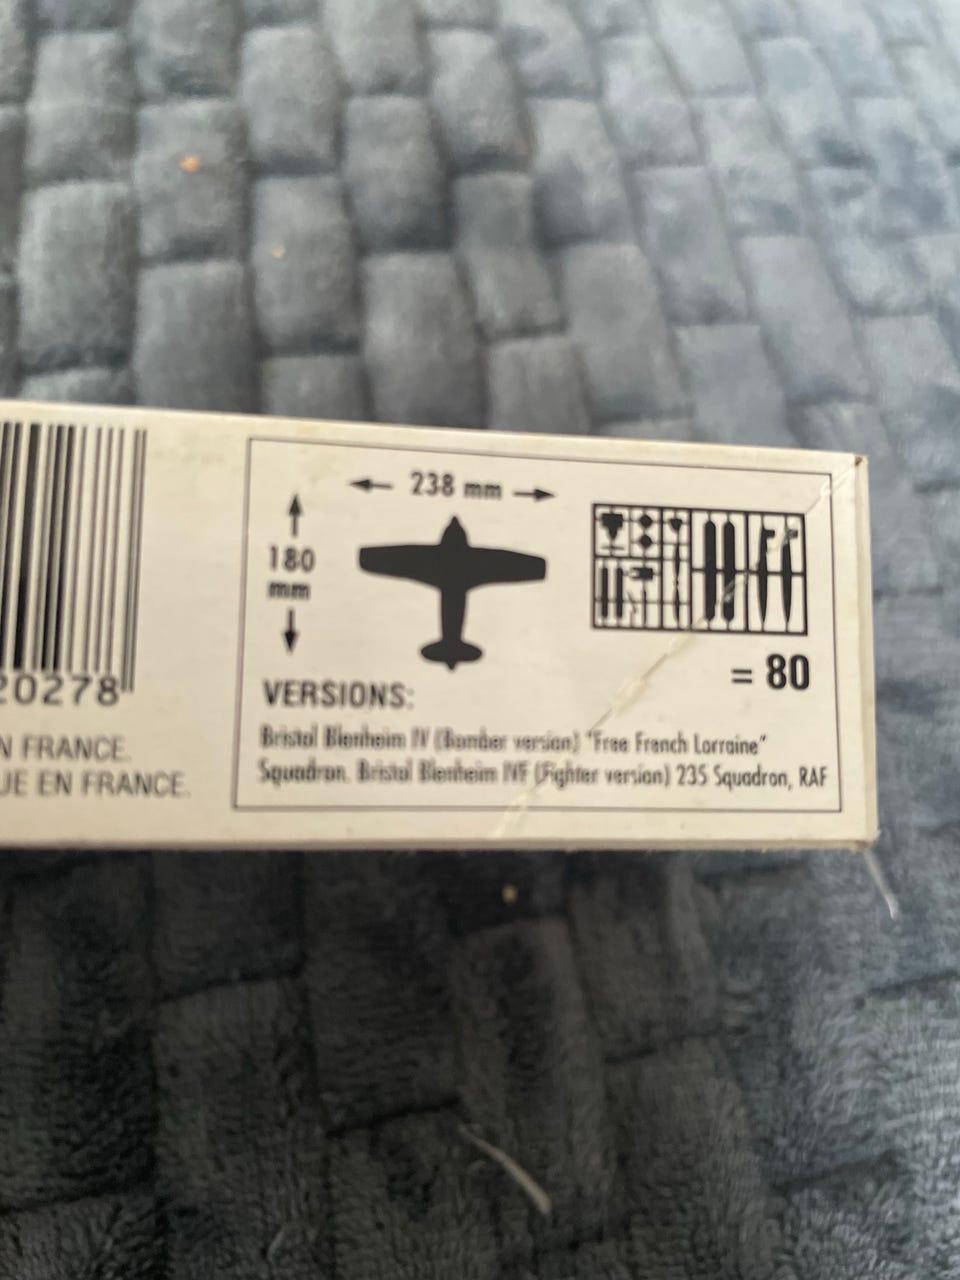 238 mm
180
mm
= 80
VERSIONS:
Bristol Blenheim IV (Bomber version) "Free French Lorraine"
Squadron. Bristol Blenheim IVF (Fighter version) 235 Squadron, RAF
20278
N FRANCE.
UE EN FRANCE.